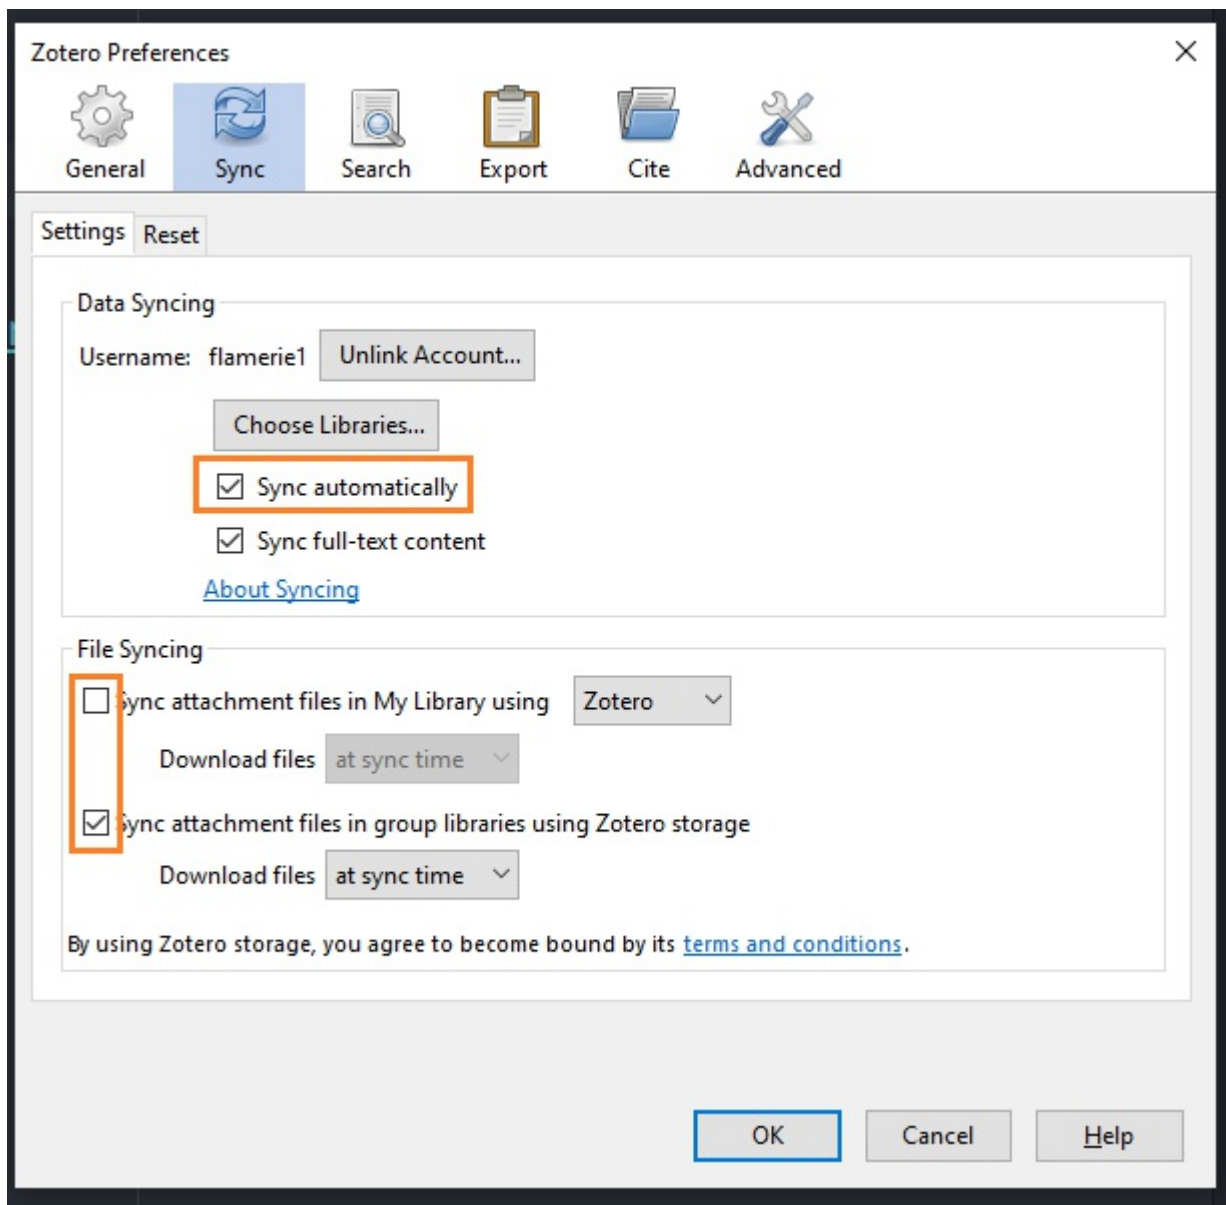 Zotero Preferences
General Sync Search Export Cite Advanced
Settings Reset
Data Syncing
Username: flamerie1 Unlink Account...
Choose Libraries...
Sync automatically
Sync full-text content
About Syncing
File Syncing
Sync attachment files in My Library using Zotero
Download files at sync time
Sync attachment files in group libraries using Zotero storage
Download files at sync time
By using Zotero storage, you agree to become bound by its terms and conditions.
OK Cancel Help